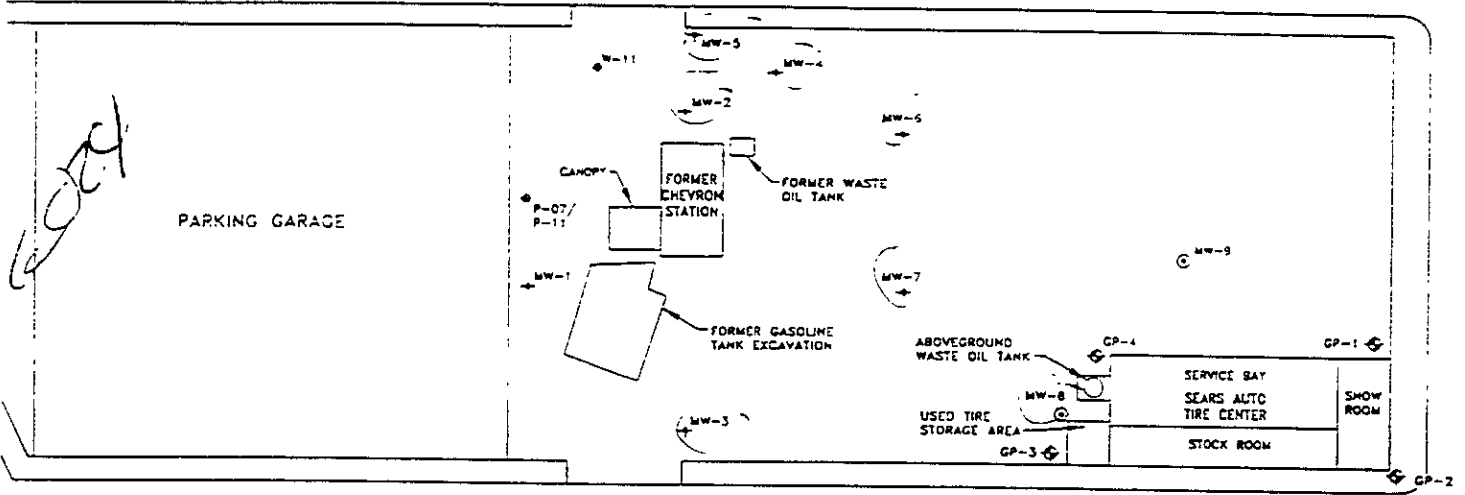 MW-5
W-11
MW-4
MW-2
MW-6
CANOPY
FORMER
CHEVRON
STATION
FORMER WASTE
OIL TANK
P-07/
P-11
PARKING GARAGE
MW-9
MW-1
MW-7
FORMER GASOLINE
TANK EXCAVATION
ABOVEGROUND
WASTE OIL TANK
GP-4
GP-1
SERVICE BAY
SEARS AUTO
TIRE CENTER
SHOW
ROOM
MW-8
USED TIRE
STORAGE AREA
MW-3
STOCK ROOM
GP-3
GP-2